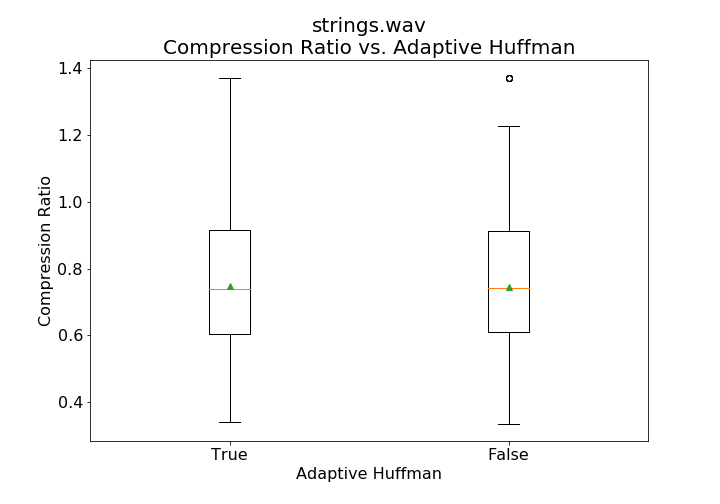 strings.wav
Compression Ratio vs. Adaptive Huffman
1.4
1.2
1.0
0.8
0.6
0.4
Compression Ratio
True
False
Adaptive Huffman